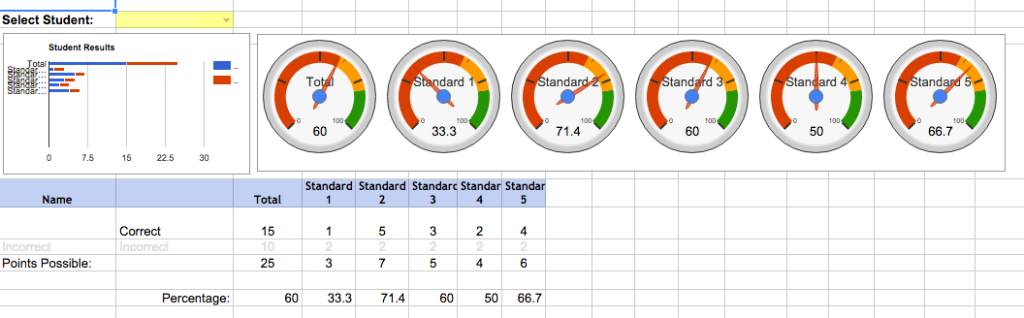 Select Student:
Student Results
Total
Standar...
Standar...
Standar...
Standar...
Standar...
0 7.5 15 22.5 30
Total 0 100 60
Standard 1 0 100 33.3
Standard 2 0 100 71.4
Standard 3 0 100 60
Standard 4 0 100 50
Standard 5 0 100 66.7
Name Total Standard 1 Standard 2 Standard 3 Standar 4 Standar 5
Correct 15 1 5 3 2 4
Incorrect Incorrect 10 2 2 2 2 2
Points Possible: 25 3 7 5 4 6
Percentage: 60 33.3 71.4 60 50 66.7